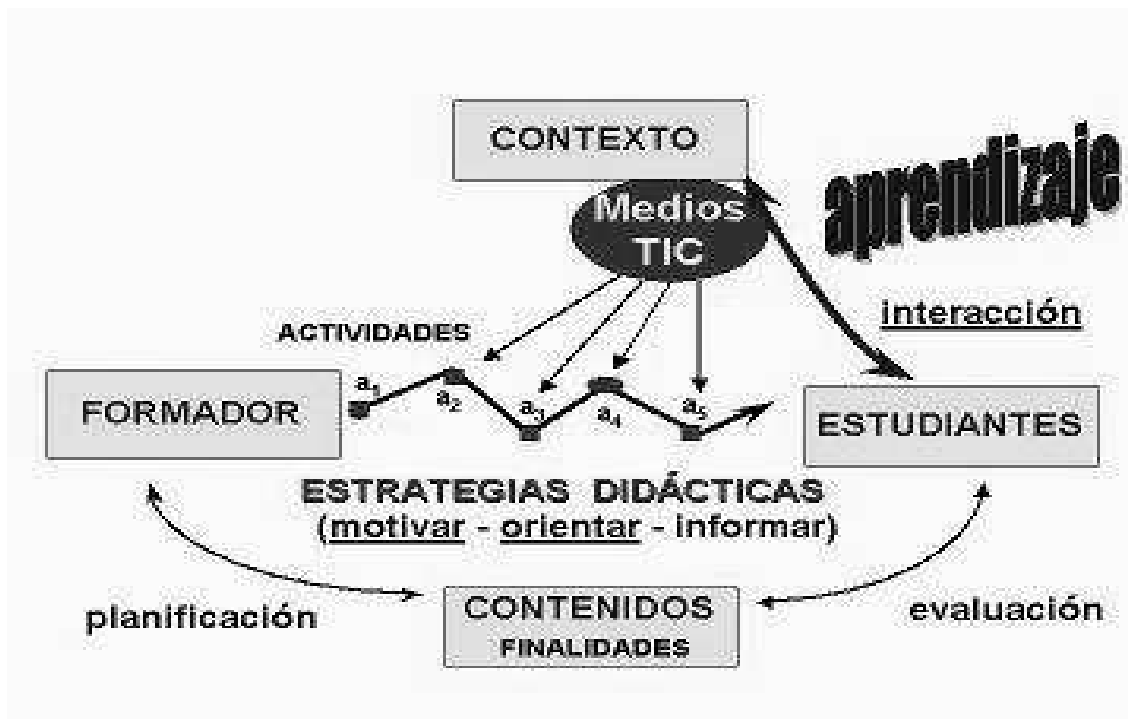 CONTEXTO
aprendizaje
Medios
TIC
interacción
ACTIVIDADES
a1
a2
a3
a4
a5
FORMADOR
ESTUDIANTES
ESTRATEGIAS DIDÁCTICAS
(motivar - orientar - informar)
planificación
CONTENIDOS
FINALIDADES
evaluación